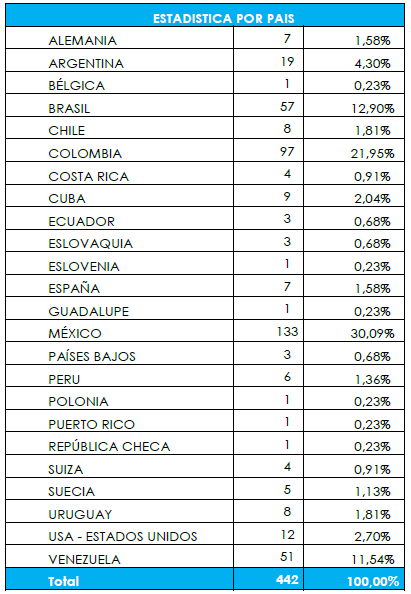 ESTADISTICA POR PAIS
ALEMANIA 7 1,58%
ARGENTINA 19 4,30%
BÉLGICA 1 0,23%
BRASIL 57 12,90%
CHILE 8 1,81%
COLOMBIA 97 21,95%
COSTA RICA 4 0,91%
CUBA 9 2,04%
ECUADOR 3 0,68%
ESLOVAQUIA 3 0,68%
ESLOVENIA 1 0,23%
ESPAÑA 7 1,58%
GUADALUPE 1 0,23%
MÉXICO 133 30,09%
PAÍSES BAJOS 3 0,68%
PERU 6 1,36%
POLONIA 1 0,23%
PUERTO RICO 1 0,23%
REPÚBLICA CHECA 1 0,23%
SUIZA 4 0,91%
SUECIA 5 1,13%
URUGUAY 8 1,81%
USA - ESTADOS UNIDOS 12 2,70%
VENEZUELA 51 11,54%
Total 442 100,00%